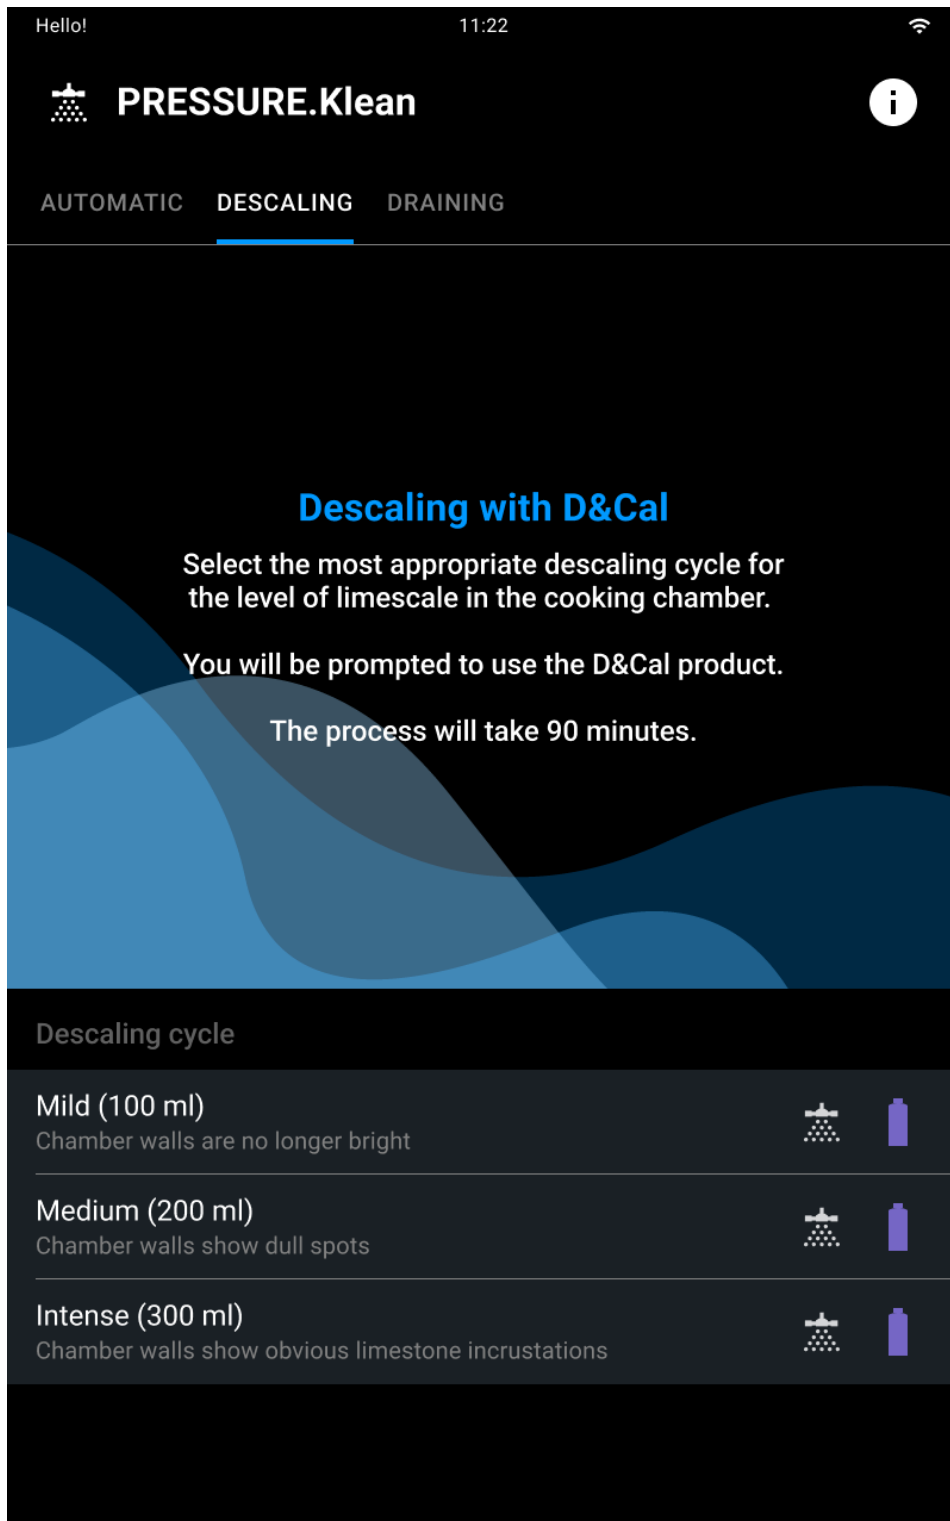 Hello!
11:22
PRESSURE.Klean
AUTOMATIC
DESCALING
DRAINING
Descaling with D&Cal
Select the most appropriate descaling cycle for
the level of limescale in the cooking chamber.
You will be prompted to use the D&Cal product.
The process will take 90 minutes.
Descaling cycle
Mild (100 ml)
Chamber walls are no longer bright
Medium (200 ml)
Chamber walls show dull spots
Intense (300 ml)
Chamber walls show obvious limestone incrustations